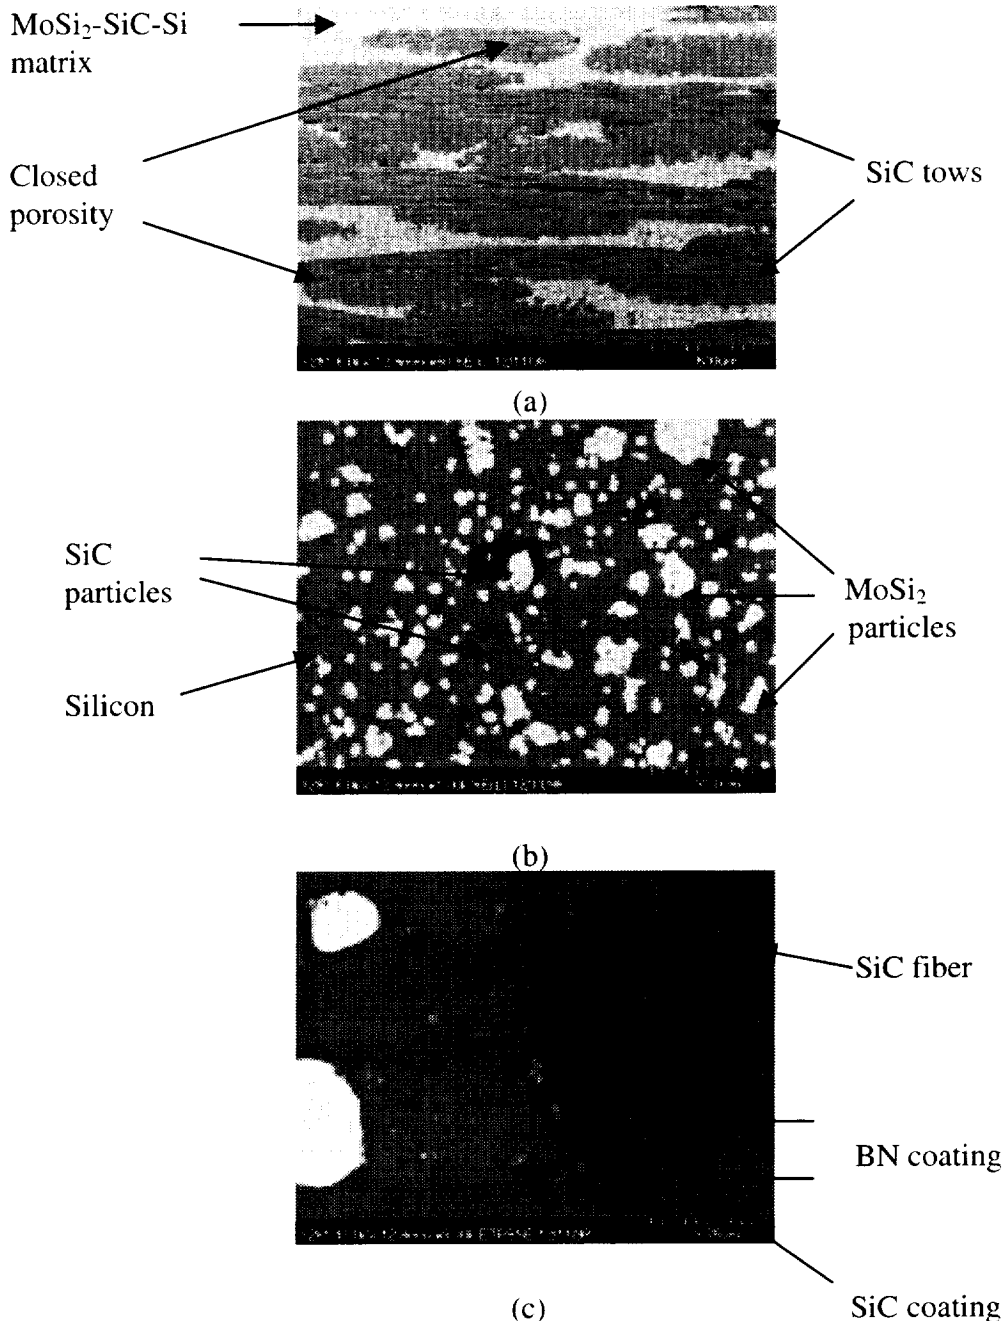 MoSi₂-SiC-Si
matrix
Closed
porosity
SiC tows
(a)
SiC
particles
Silicon
MoSi₂
particles
(b)
SiC fiber
BN coating
SiC coating
(c)